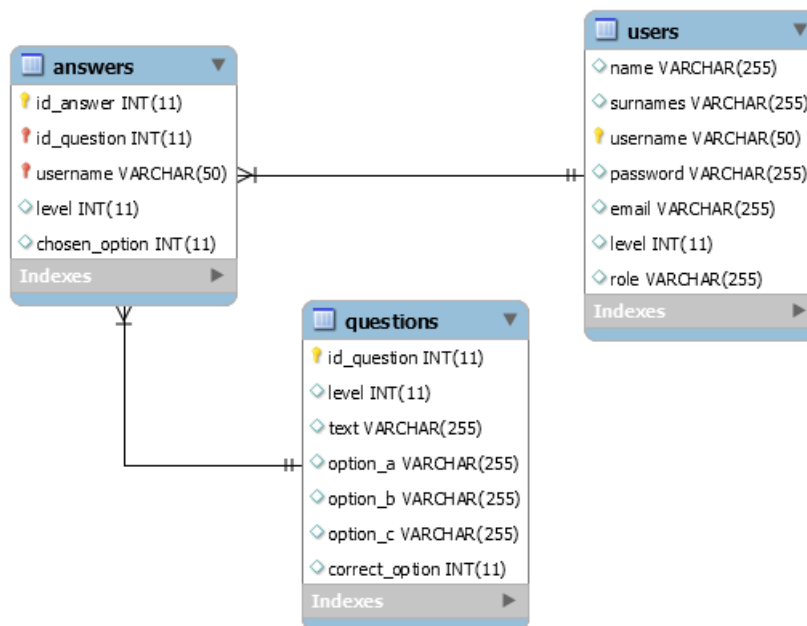 answers
id_answer INT(11)
id_question INT(11)
username VARCHAR(50)
level INT(11)
chosen_option INT(11)
Indexes
users
name VARCHAR(255)
surnames VARCHAR(255)
username VARCHAR(50)
password VARCHAR(255)
email VARCHAR(255)
level INT(11)
role VARCHAR(255)
Indexes
questions
id_question INT(11)
level INT(11)
text VARCHAR(255)
option_a VARCHAR(255)
option_b VARCHAR(255)
option_c VARCHAR(255)
correct_option INT(11)
Indexes